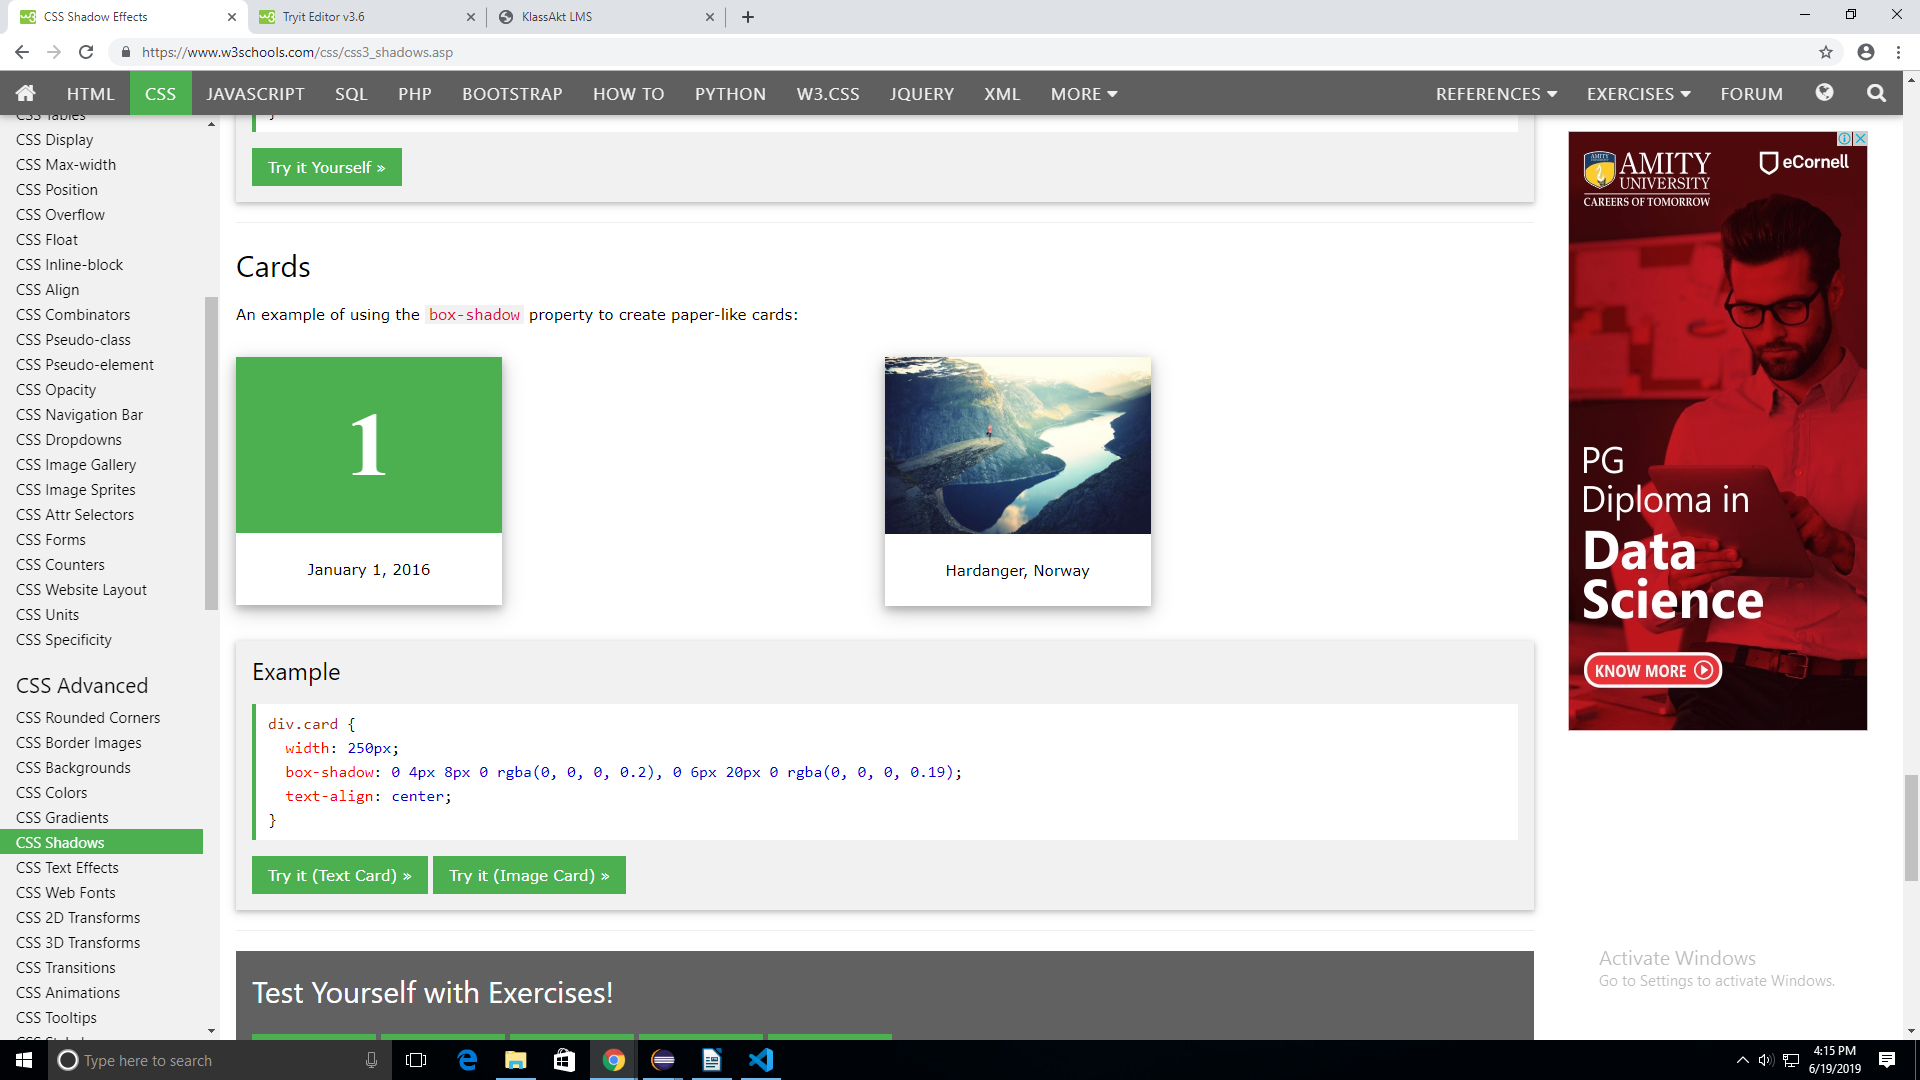 CSS Shadow Effects
Tryit Editor v3.6
KlassAkt LMS
https://www.w3schools.com/css/css3_shadows.asp
HTML
CSS
JAVASCRIPT
SQL
PHP
BOOTSTRAP
HOW TO
PYTHON
W3.CSS
JQUERY
XML
MORE
REFERENCES
EXERCISES
FORUM
CSS Tables
CSS Display
CSS Max-width
CSS Position
CSS Overflow
CSS Float
CSS Inline-block
CSS Align
CSS Combinators
CSS Pseudo-class
CSS Pseudo-element
CSS Opacity
CSS Navigation Bar
CSS Dropdowns
CSS Image Gallery
CSS Image Sprites
CSS Attr Selectors
CSS Forms
CSS Counters
CSS Website Layout
CSS Units
CSS Specificity
CSS Advanced
CSS Rounded Corners
CSS Border Images
CSS Backgrounds
CSS Colors
CSS Gradients
CSS Shadows
CSS Text Effects
CSS Web Fonts
CSS 2D Transforms
CSS 3D Transforms
CSS Transitions
CSS Animations
CSS Tooltips
}
Try it Yourself »
Cards
An example of using the box-shadow property to create paper-like cards:
1
January 1, 2016
Hardanger, Norway
Example
div.card {
width: 250px;
box-shadow: 0 4px 8px 0 rgba(0, 0, 0, 0.2), 0 6px 20px 0 rgba(0, 0, 0, 0.19);
text-align: center;
}
Try it (Text Card) »
Try it (Image Card) »
Test Yourself with Exercises!
AMITY
UNIVERSITY
CAREERS OF TOMORROW
eCornell
PG
Diploma in
Data
Science
KNOW MORE
Activate Windows
Go to Settings to activate Windows.
Type here to search
4:15 PM
6/19/2019